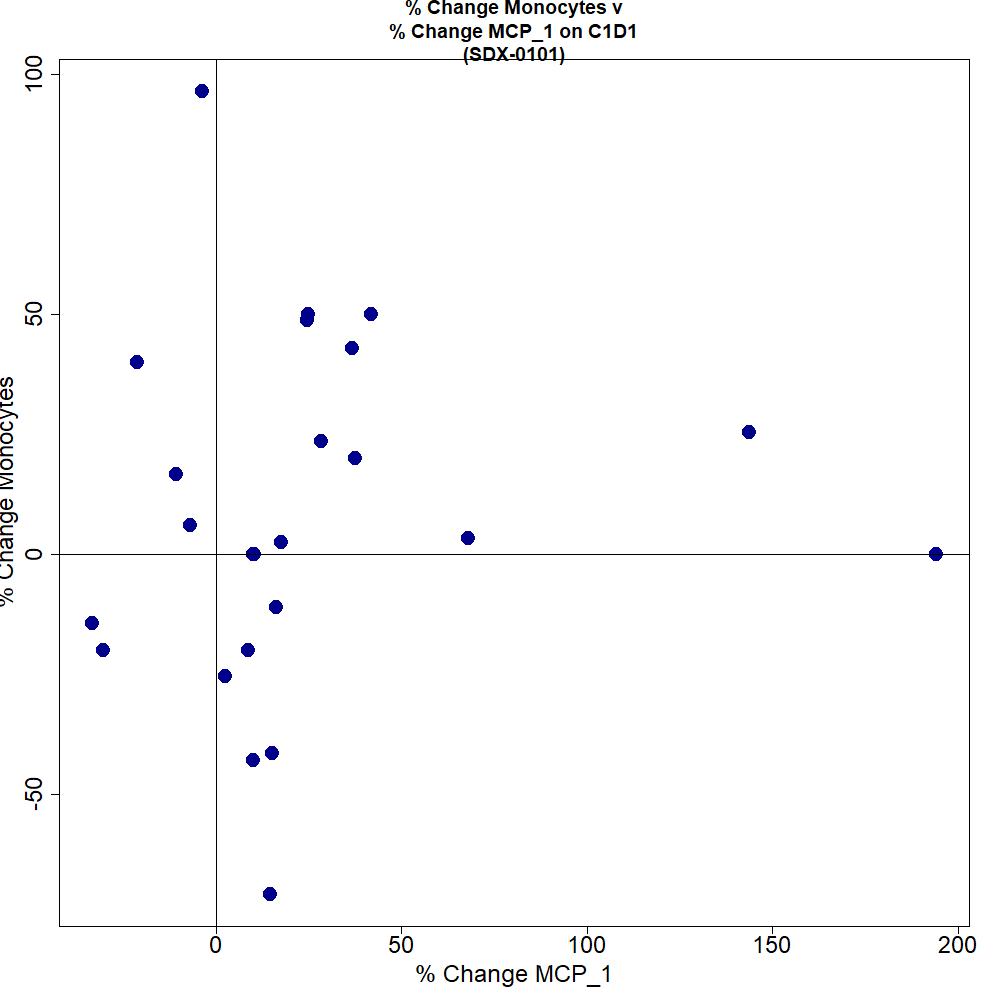 % Change Monocytes v
% Change MCP_1 on C1D1
(SDX-0101)
% Change Monocytes
100
50
0
-50
0
50
100
150
200
% Change MCP_1